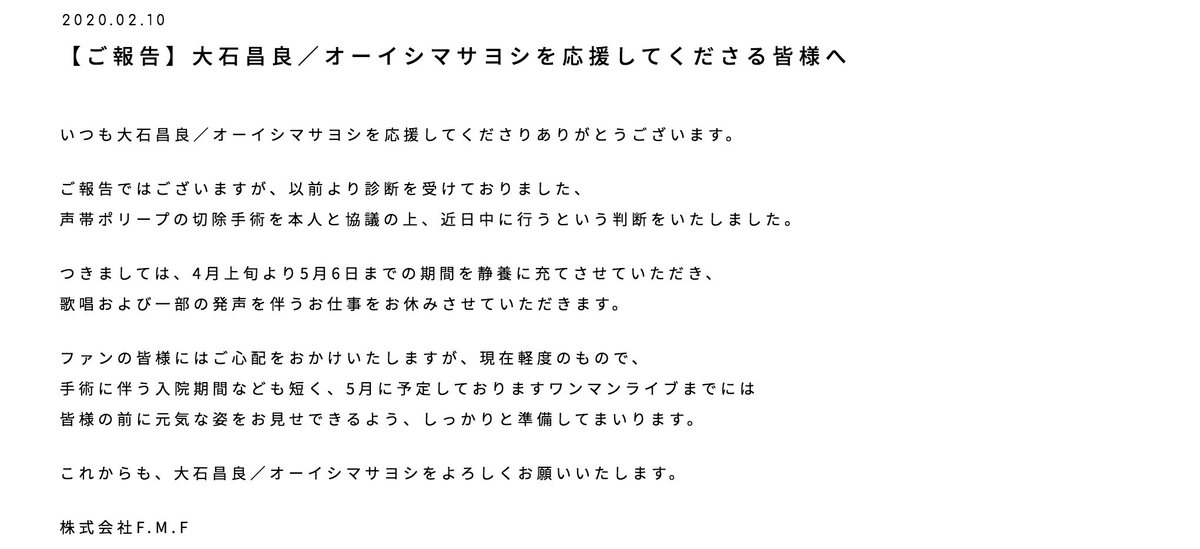 2020.02.10
【ご報告】大石昌良／オーイシマサヨシを応援してくださる皆様へ
いつも大石昌良／オーイシマサヨシを応援してくださりありがとうございます。
ご報告ではございますが、以前より診断を受けておりました、
声帯ポリープの切除手術を本人と協議の上、近日中に行うという判断をいたしました。
つきましては、4月上旬より5月6日までの期間を静養に充てさせていただき、
歌唱および一部の発声を伴うお仕事をお休みさせていただきます。
ファンの皆様にはご心配をおかけいたしますが、現在軽度のもので、
手術に伴う入院期間なども短く、5月に予定しておりますワンマンライブまでには
皆様の前に元気な姿をお見せできるよう、しっかりと準備してまいります。
これからも、大石昌良／オーイシマサヨシをよろしくお願いいたします。
株式会社F.M.F